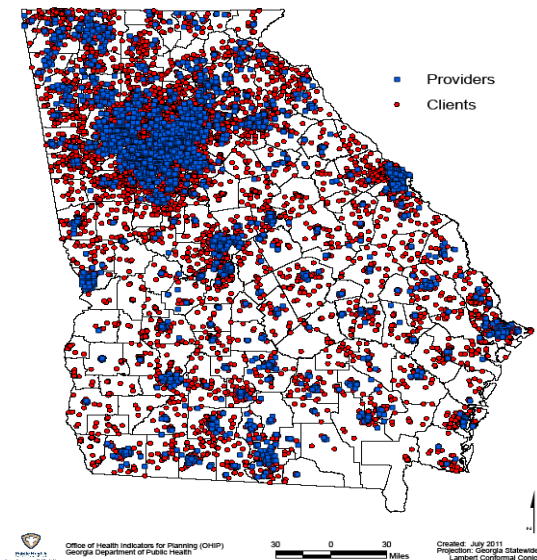 Providers
Clients
Office of Health Indicators for Planning (OHIP)
Georgia Department of Public Health
30 0 30
Miles
Created: July 2011
Projection: Georgia Statewide
Lambert Conformal Conic